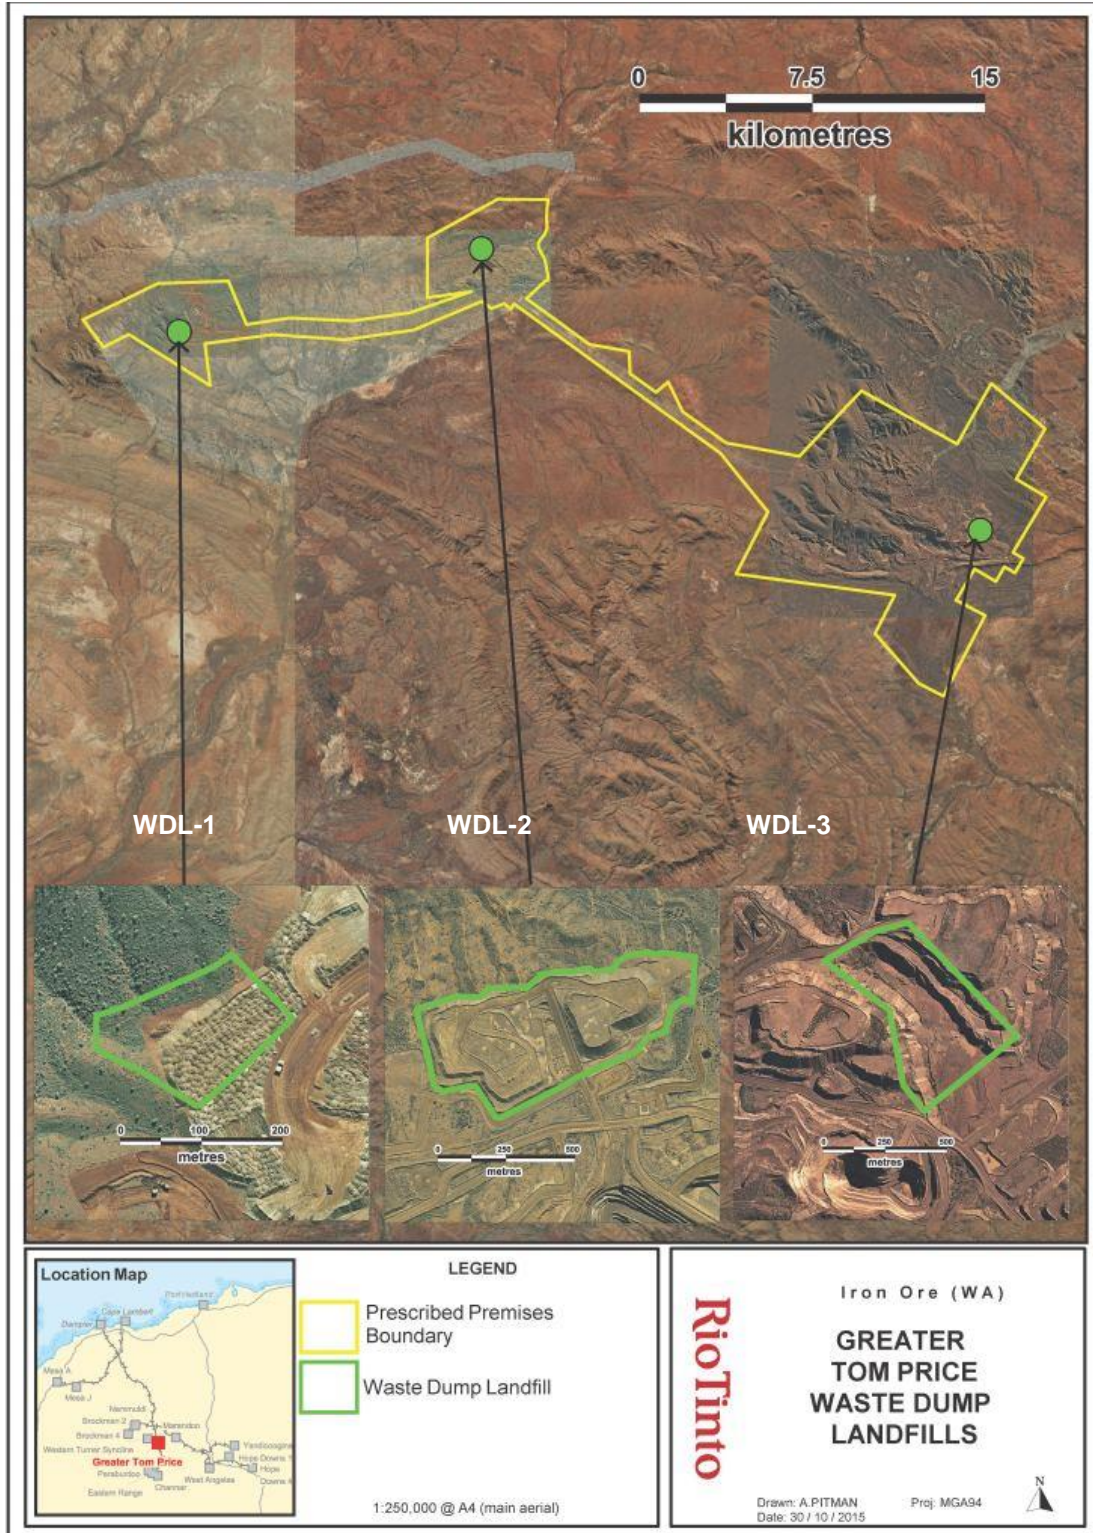 0 7.5 15
kilometres
WDL-1 WDL-2 WDL-3
0 100 200
metres
0 250 500
metres
0 250 500
metres
Location Map
Port Hedland
Cape Lambert
Dampier
Mesa A
Mesa J
Nammuldi
Brockman 2
Marandoo
Brockman 4
Western Turner Syncline
Yandicoogina
Hope Downs 1
Greater Tom Price
Hope
Downs 4
Paraburdoo
West Angelas
Channar
Eastern Range
LEGEND
Prescribed Premises
Boundary
Waste Dump Landfill
1:250,000 @ A4 (main aerial)
RioTinto
Iron Ore (WA)
GREATER
TOM PRICE
WASTE DUMP
LANDFILLS
Drawn: A.PITMAN Proj: MGA94
Date: 30 / 10 / 2015
N